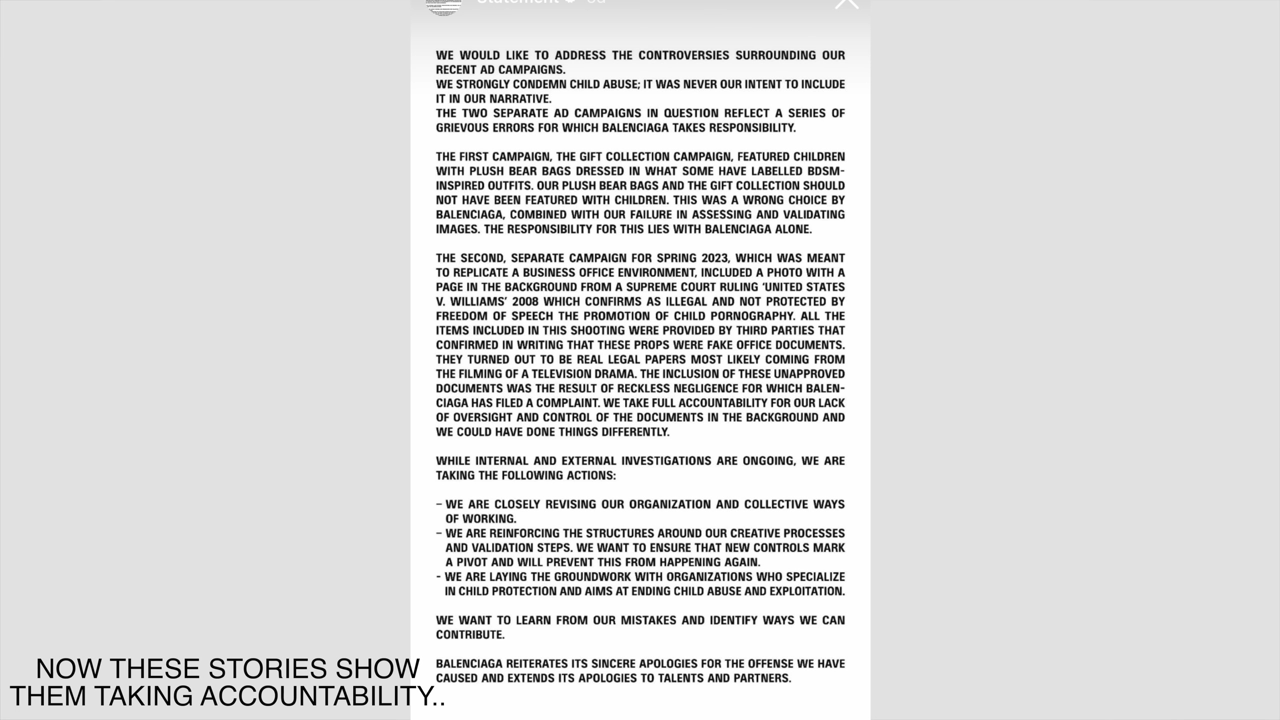 Statement
WE WOULD LIKE TO ADDRESS THE CONTROVERSIES SURROUNDING OUR
RECENT AD CAMPAIGNS.
WE STRONGLY CONDEMN CHILD ABUSE; IT WAS NEVER OUR INTENT TO INCLUDE
IT IN OUR NARRATIVE.
THE TWO SEPARATE AD CAMPAIGNS IN QUESTION REFLECT A SERIES OF
GRIEVOUS ERRORS FOR WHICH BALENCIAGA TAKES RESPONSIBILITY.
THE FIRST CAMPAIGN, THE GIFT COLLECTION CAMPAIGN, FEATURED CHILDREN
WITH PLUSH BEAR BAGS DRESSED IN WHAT SOME HAVE LABELLED BDSM-
INSPIRED OUTFITS. OUR PLUSH BEAR BAGS AND THE GIFT COLLECTION SHOULD
NOT HAVE BEEN FEATURED WITH CHILDREN. THIS WAS A WRONG CHOICE BY
BALENCIAGA, COMBINED WITH OUR FAILURE IN ASSESSING AND VALIDATING
IMAGES. THE RESPONSIBILITY FOR THIS LIES WITH BALENCIAGA ALONE.
THE SECOND, SEPARATE CAMPAIGN FOR SPRING 2023, WHICH WAS MEANT
TO REPLICATE A BUSINESS OFFICE ENVIRONMENT, INCLUDED A PHOTO WITH A
PAGE IN THE BACKGROUND FROM A SUPREME COURT RULING ‘UNITED STATES
V. WILLIAMS’ 2008 WHICH CONFIRMS AS ILLEGAL AND NOT PROTECTED BY
FREEDOM OF SPEECH THE PROMOTION OF CHILD PORNOGRAPHY. ALL THE
ITEMS INCLUDED IN THIS SHOOTING WERE PROVIDED BY THIRD PARTIES THAT
CONFIRMED IN WRITING THAT THESE PROPS WERE FAKE OFFICE DOCUMENTS.
THEY TURNED OUT TO BE REAL LEGAL PAPERS MOST LIKELY COMING FROM
THE FILMING OF A TELEVISION DRAMA. THE INCLUSION OF THESE UNAPPROVED
DOCUMENTS WAS THE RESULT OF RECKLESS NEGLIGENCE FOR WHICH BALEN-
CIAGA HAS FILED A COMPLAINT. WE TAKE FULL ACCOUNTABILITY FOR OUR LACK
OF OVERSIGHT AND CONTROL OF THE DOCUMENTS IN THE BACKGROUND AND
WE COULD HAVE DONE THINGS DIFFERENTLY.
WHILE INTERNAL AND EXTERNAL INVESTIGATIONS ARE ONGOING, WE ARE
TAKING THE FOLLOWING ACTIONS:
– WE ARE CLOSELY REVISING OUR ORGANIZATION AND COLLECTIVE WAYS
OF WORKING.
– WE ARE REINFORCING THE STRUCTURES AROUND OUR CREATIVE PROCESSES
AND VALIDATION STEPS. WE WANT TO ENSURE THAT NEW CONTROLS MARK
A PIVOT AND WILL PREVENT THIS FROM HAPPENING AGAIN.
- WE ARE LAYING THE GROUNDWORK WITH ORGANIZATIONS WHO SPECIALIZE
IN CHILD PROTECTION AND AIMS AT ENDING CHILD ABUSE AND EXPLOITATION.
WE WANT TO LEARN FROM OUR MISTAKES AND IDENTIFY WAYS WE CAN
CONTRIBUTE.
BALENCIAGA REITERATES ITS SINCERE APOLOGIES FOR THE OFFENSE WE HAVE
CAUSED AND EXTENDS ITS APOLOGIES TO TALENTS AND PARTNERS.
NOW THESE STORIES SHOW
THEM TAKING ACCOUNTABILITY..